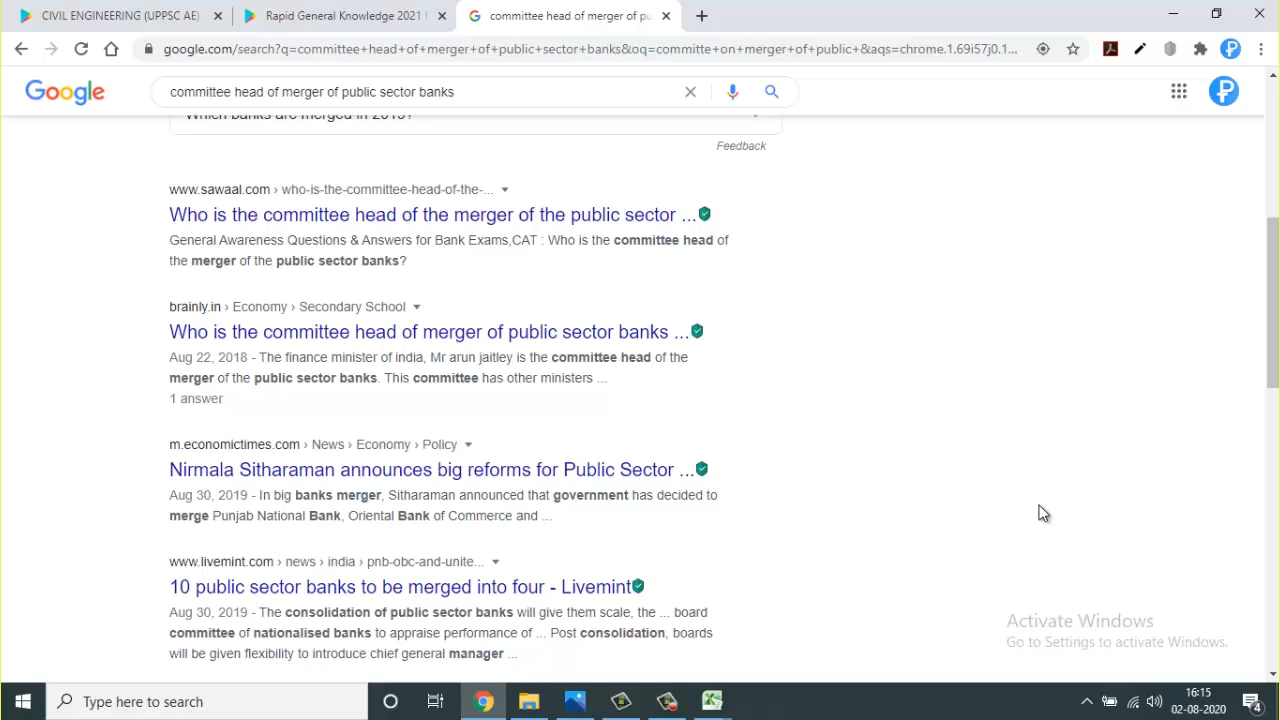 CIVIL ENGINEERING (UPPSC AE)
Rapid General Knowledge 2021 f
committee head of merger of pu
google.com/search?q=committee+head+of+merger+of+public+sector+banks&oq=committe+on+merger+of+public+&aqs=chrome.1.69i57j0.1...
Google
committee head of merger of public sector banks
Which banks are merged in 2019?
Feedback
www.sawaal.com › who-is-the-committee-head-of-the-...
Who is the committee head of the merger of the public sector ...
General Awareness Questions & Answers for Bank Exams,CAT : Who is the committee head of
the merger of the public sector banks?
brainly.in › Economy › Secondary School
Who is the committee head of merger of public sector banks ...
Aug 22, 2018 - The finance minister of india, Mr arun jaitley is the committee head of the
merger of the public sector banks. This committee has other ministers ...
1 answer
m.economictimes.com › News › Economy › Policy
Nirmala Sitharaman announces big reforms for Public Sector ...
Aug 30, 2019 - In big banks merger, Sitharaman announced that government has decided to
merge Punjab National Bank, Oriental Bank of Commerce and ...
www.livemint.com › news › india › pnb-obc-and-unite...
10 public sector banks to be merged into four - Livemint
Aug 30, 2019 - The consolidation of public sector banks will give them scale, the ... board
committee of nationalised banks to appraise performance of ... Post consolidation, boards
will be given flexibility to introduce chief general manager ...
Activate Windows
Go to Settings to activate Windows.
Type here to search
16:15
02-08-2020
4